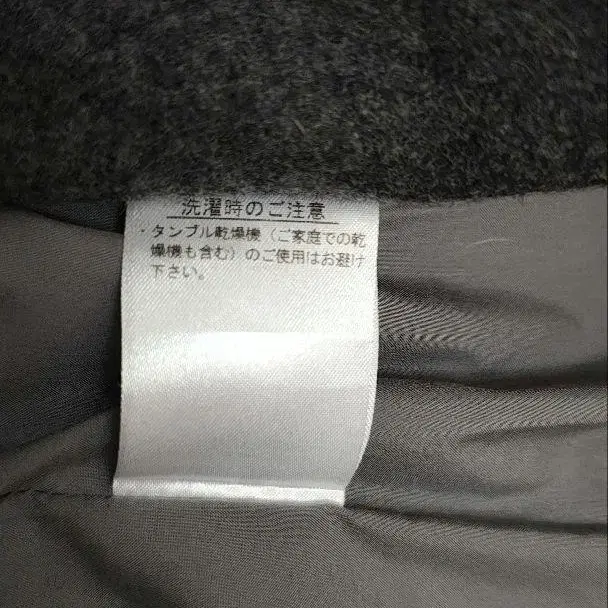 洗濯時のご注意
・タンブル乾燥機（ご家庭での乾
燥機も含む）のご使用はお避け
下さい。